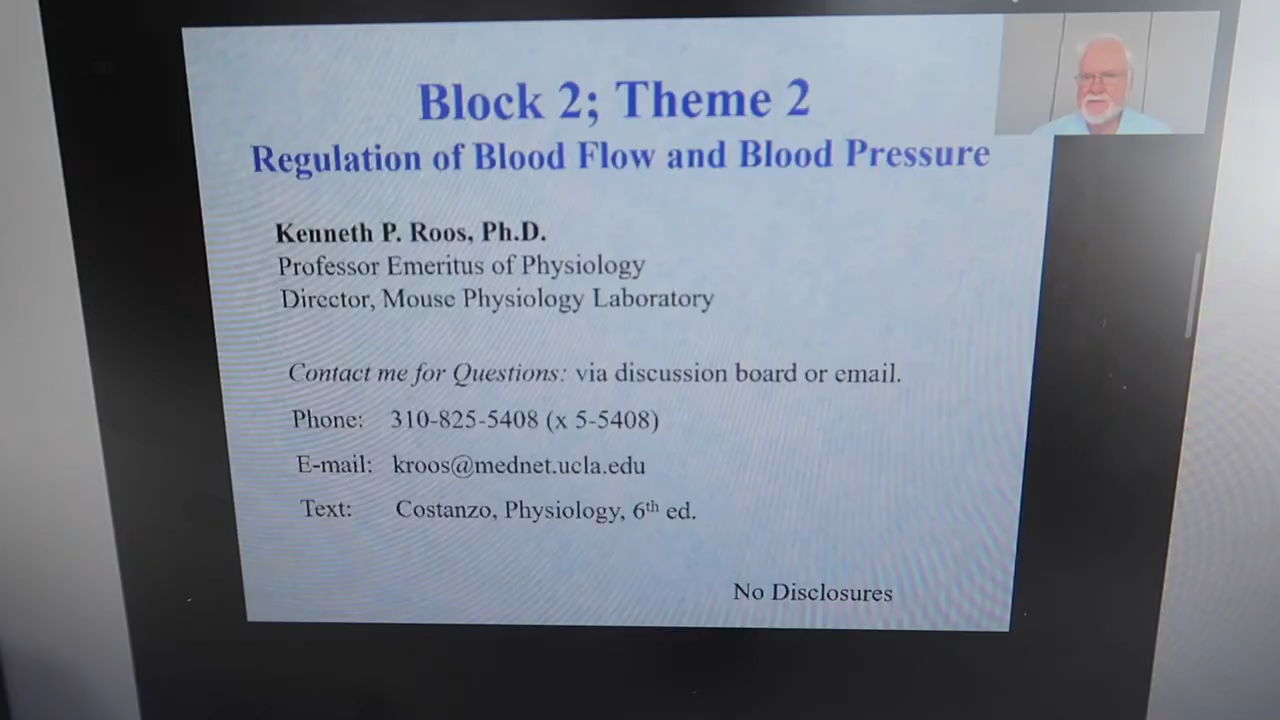 Block 2; Theme 2
Regulation of Blood Flow and Blood Pressure
Kenneth P. Roos, Ph.D.
Professor Emeritus of Physiology
Director, Mouse Physiology Laboratory
Contact me for Questions: via discussion board or email.
Phone: 310-825-5408 (x 5-5408)
E-mail: kroos@mednet.ucla.edu
Text: Costanzo, Physiology, 6th ed.
No Disclosures